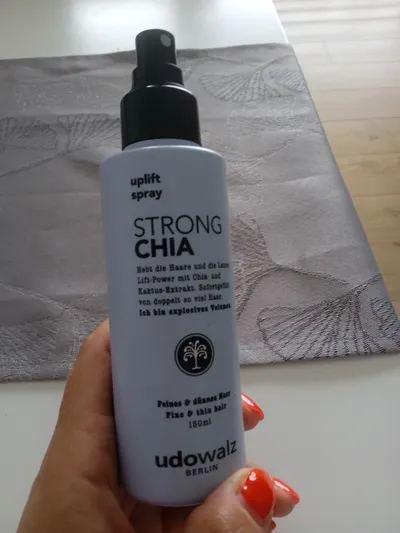 uplift
spray
STRONG
CHIA
Hebt die Haare und die Laune
Lift-Power mit Chia- und
Kaktus-Extrakt. Sofortgefühl
von doppelt so viel Haar.
Ich bin explosives Volumen.
Feines & dünnes Haar
Fine & thin hair
150ml
udowalz
BERLIN